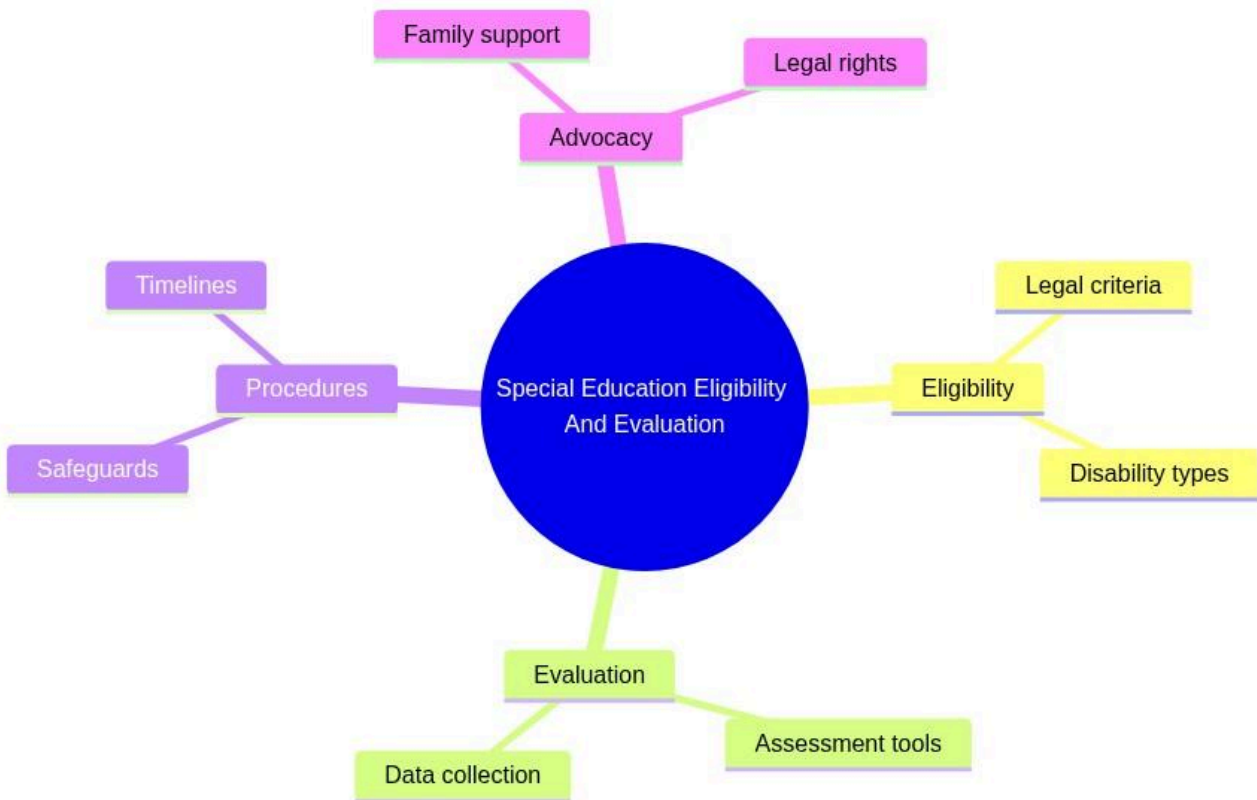 Family support
Legal rights
Advocacy
Timelines
Legal criteria
Procedures
Special Education Eligibility
And Evaluation
Eligibility
Safeguards
Disability types
Evaluation
Assessment tools
Data collection